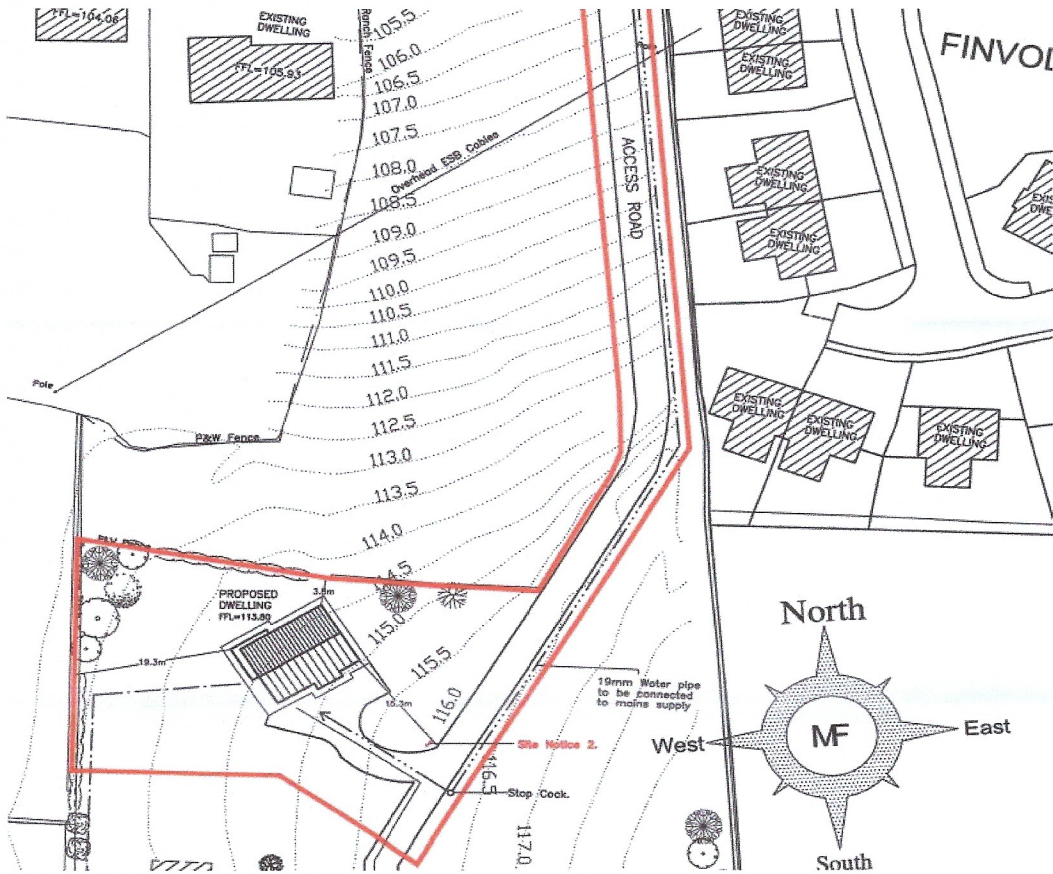 FFL=104.06
EXISTING
DWELLING
FFL=105.93
Ranch Fence
105.5
106.0
106.5
107.0
107.5
108.0
Overhead ESB Cables
108.5
109.0
109.5
110.0
110.5
111.0
111.5
112.0
112.5
113.0
113.5
114.0
115.0
115.5
116.0
116.5
117.0
ACCESS ROAD
EXISTING
DWELLING
EXISTING
DWELLING
FINVOL
EXISTING
DWELLING
EXISTING
DWELLING
EXISTING
DWELLING
EXISTING
DWELLING
EXISTING
DWELLING
Pole
P&W Fence
PROPOSED
DWELLING
FFL=113.80
19.3m
19mm Water pipe
to be connected
to mains supply
Site Notice 2.
Stop Cock.
North
West
MF
East
South